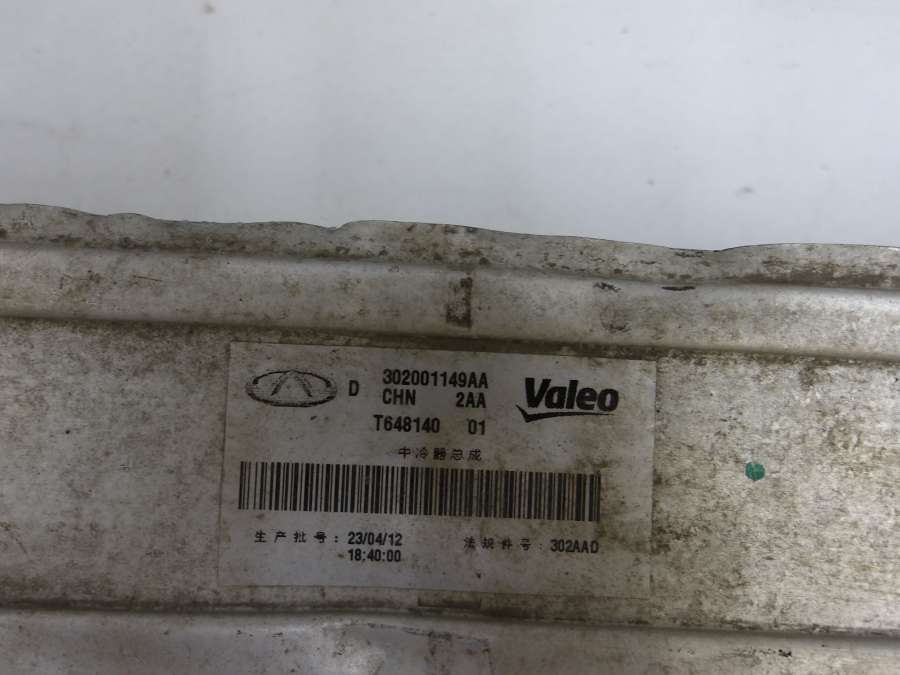 D 302001149AA
CHN 2AA
Valeo
T648140 01
中冷器总成
生产批号: 23/04/12
18:40:00
法规件号: 302AAD